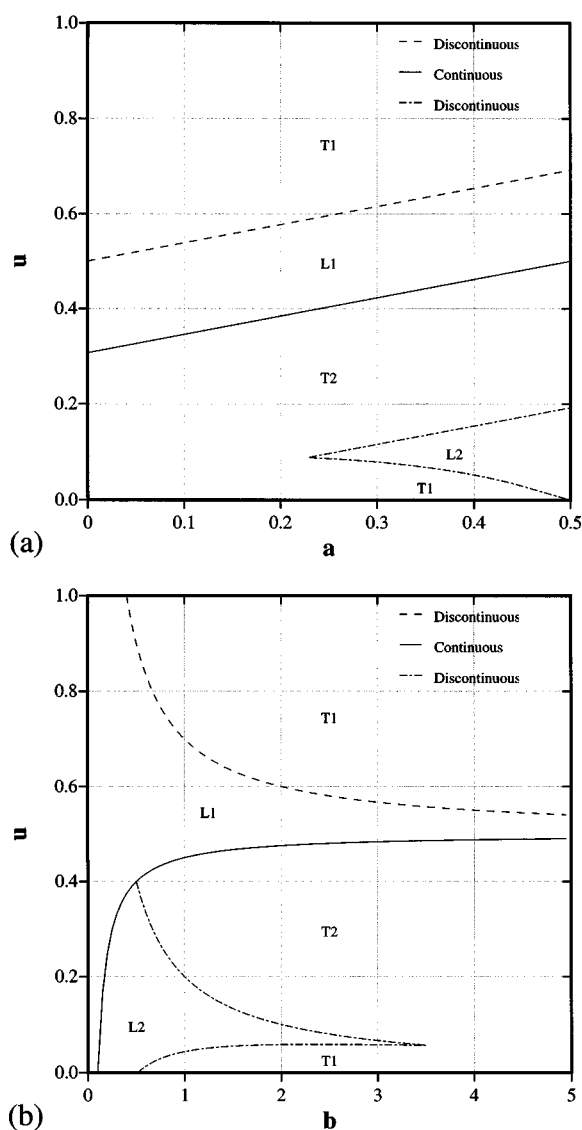 1.0
Discontinuous
Continuous
Discontinuous
0.8
T1
0.6
u
L1
0.4
T2
0.2
L2
T1
0.0
0 0.1 0.2 0.3 0.4 0.5
(a) a
1.0
Discontinuous
Continuous
Discontinuous
0.8
T1
0.6
L1
u
0.4
T2
0.2
L2
T1
0.0
0 1 2 3 4 5
(b) b